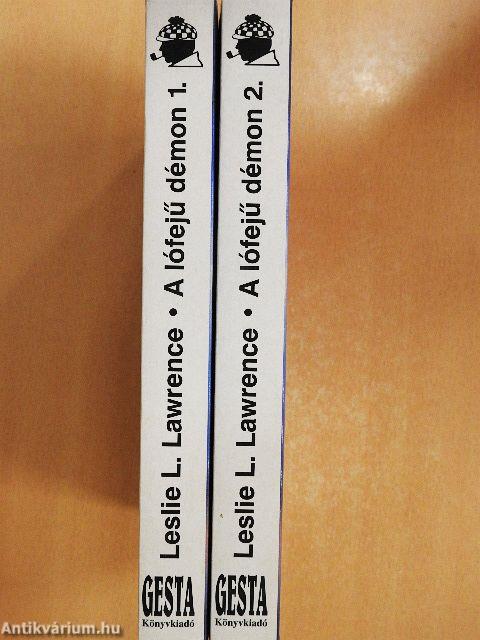 Leslie L. Lawrence • A lófejű démon 1.
GESTA
Könyvkiadó
Leslie L. Lawrence • A lófejű démon 2.
GESTA
Könyvkiadó
Antikvárium.hu